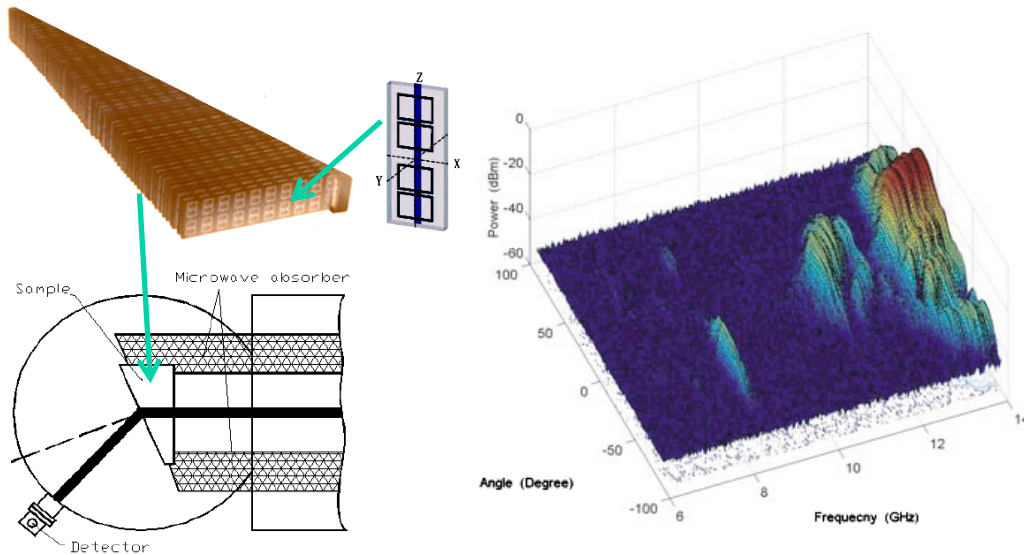 Z
X
Y
Microwave absorber
Sample
Detector
0
-20
-40
-60
Power (dBm)
100
50
0
-50
-100
Angle (Degree)
6
8
10
12
14
Frequecny (GHz)